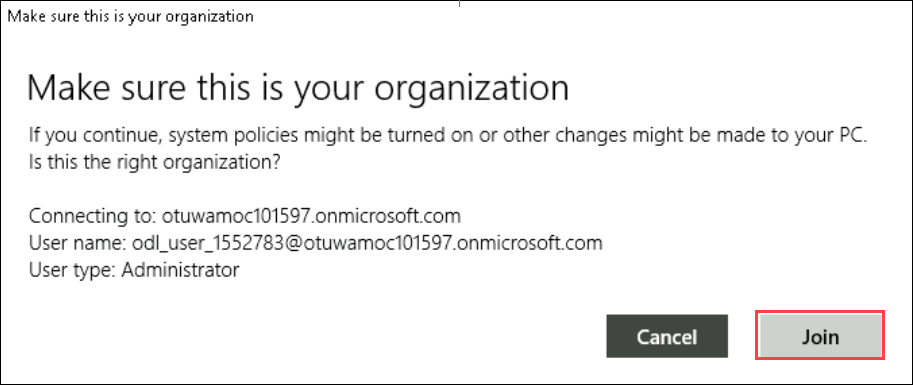 Make sure this is your organization
Make sure this is your organization
If you continue, system policies might be turned on or other changes might be made to your PC.
Is this the right organization?
Connecting to: otuwamoc101597.onmicrosoft.com
User name: odl_user_1552783@otuwamoc101597.onmicrosoft.com
User type: Administrator
Cancel
Join